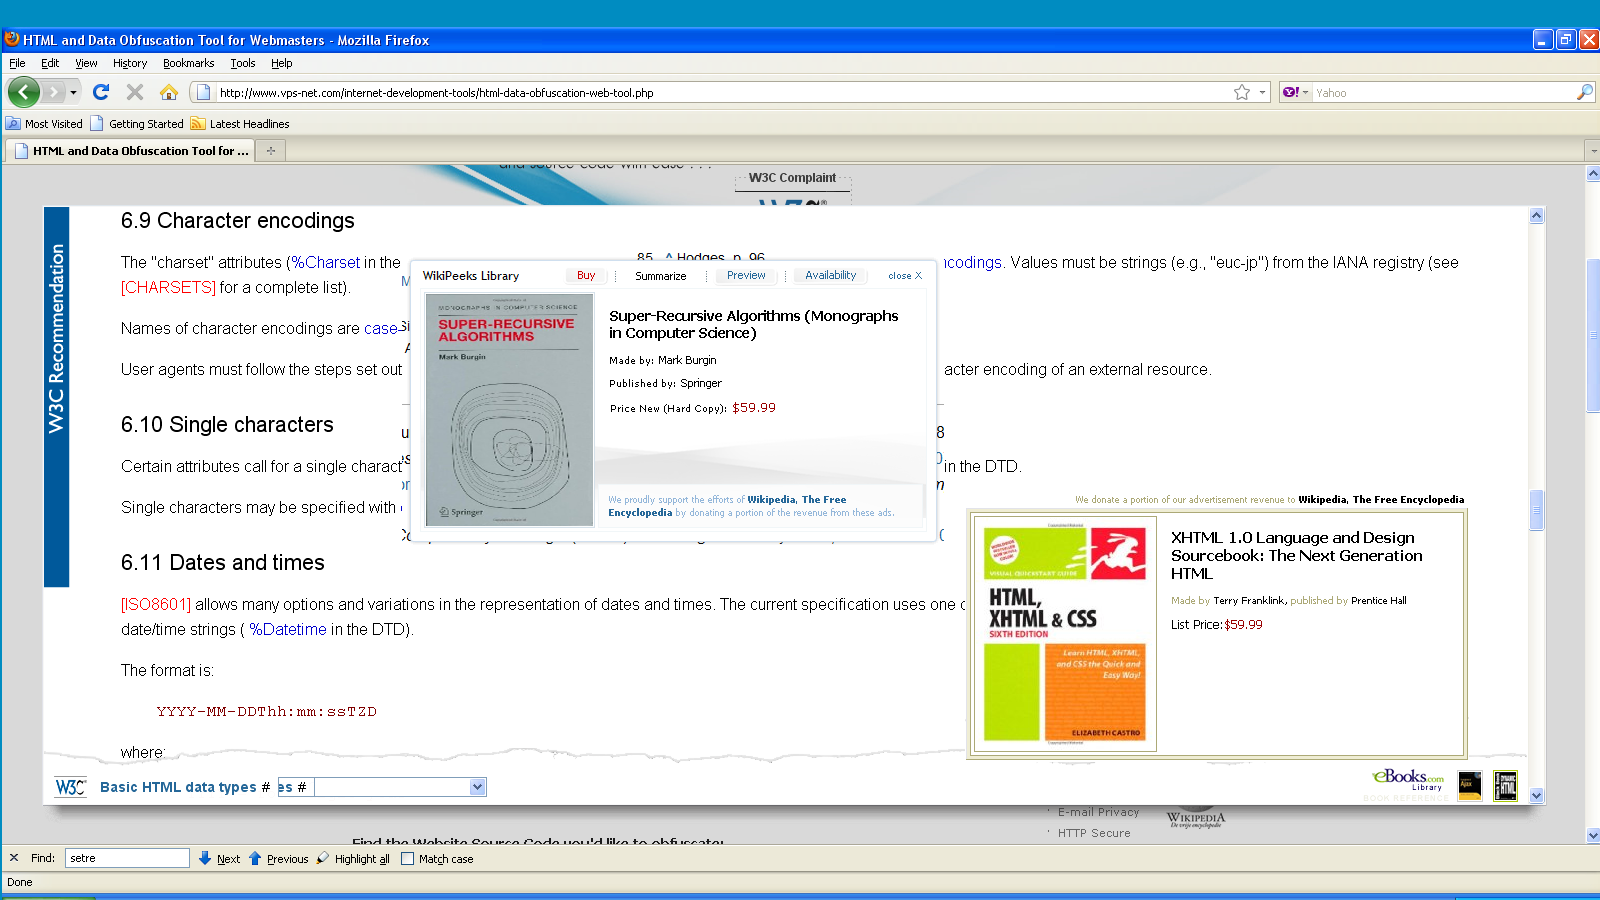 HTML and Data Obfuscation Tool for Webmasters - Mozilla Firefox
File Edit View History Bookmarks Tools Help
http://www.vps-net.com/internet-development-tools/html-data-obfuscation-web-tool.php
Yahoo
Most Visited Getting Started Latest Headlines
HTML and Data Obfuscation Tool for ...
and source code with ease . . .
W3C Complaint
W3C Recommendation
6.9 Character encodings
85. ^ Hodges, p. 96
The "charset" attributes (%Charset in the
ncodings. Values must be strings (e.g., "euc-jp") from the IANA registry (see
[CHARSETS] for a complete list).
Names of character encodings are case-
User agents must follow the steps set out
acter encoding of an external resource.
6.10 Single characters
Certain attributes call for a single charact
in the DTD.
Single characters may be specified with
WikiPeeks Library
Buy
Summarize
Preview
Availability
close X
MONOGRAPHS IN COMPUTER SCIENCE
SUPER-RECURSIVE
ALGORITHMS
Mark Burgin
Springer
Super-Recursive Algorithms (Monographs
in Computer Science)
Made by: Mark Burgin
Published by: Springer
Price New (Hard Copy): $59.99
We proudly support the efforts of Wikipedia, The Free
Encyclopedia by donating a portion of the revenue from these ads.
6.11 Dates and times
[ISO8601] allows many options and variations in the representation of dates and times. The current specification uses one
date/time strings ( %Datetime in the DTD).
The format is:
YYYY-MM-DDThh:mm:ssTZD
where:
We donate a portion of our advertisement revenue to Wikipedia, The Free Encyclopedia
VISUAL QUICKSTART GUIDE
HTML,
XHTML & CSS
SIXTH EDITION
Learn HTML, XHTML,
and CSS the Quick and
Easy Way!
ELIZABETH CASTRO
XHTML 1.0 Language and Design
Sourcebook: The Next Generation
HTML
Made by Terry Franklink, published by Prentice Hall
List Price:$59.99
W3C
Basic HTML data types #
es #
eBooks.com
Library
BOOK REFERENCE
E-mail Privacy
HTTP Secure
WIKIPEDIA
De vrije encyclopedie
Find the Website Source Code you'd like to obfuscate:
Find: setre Next Previous Highlight all Match case
Done